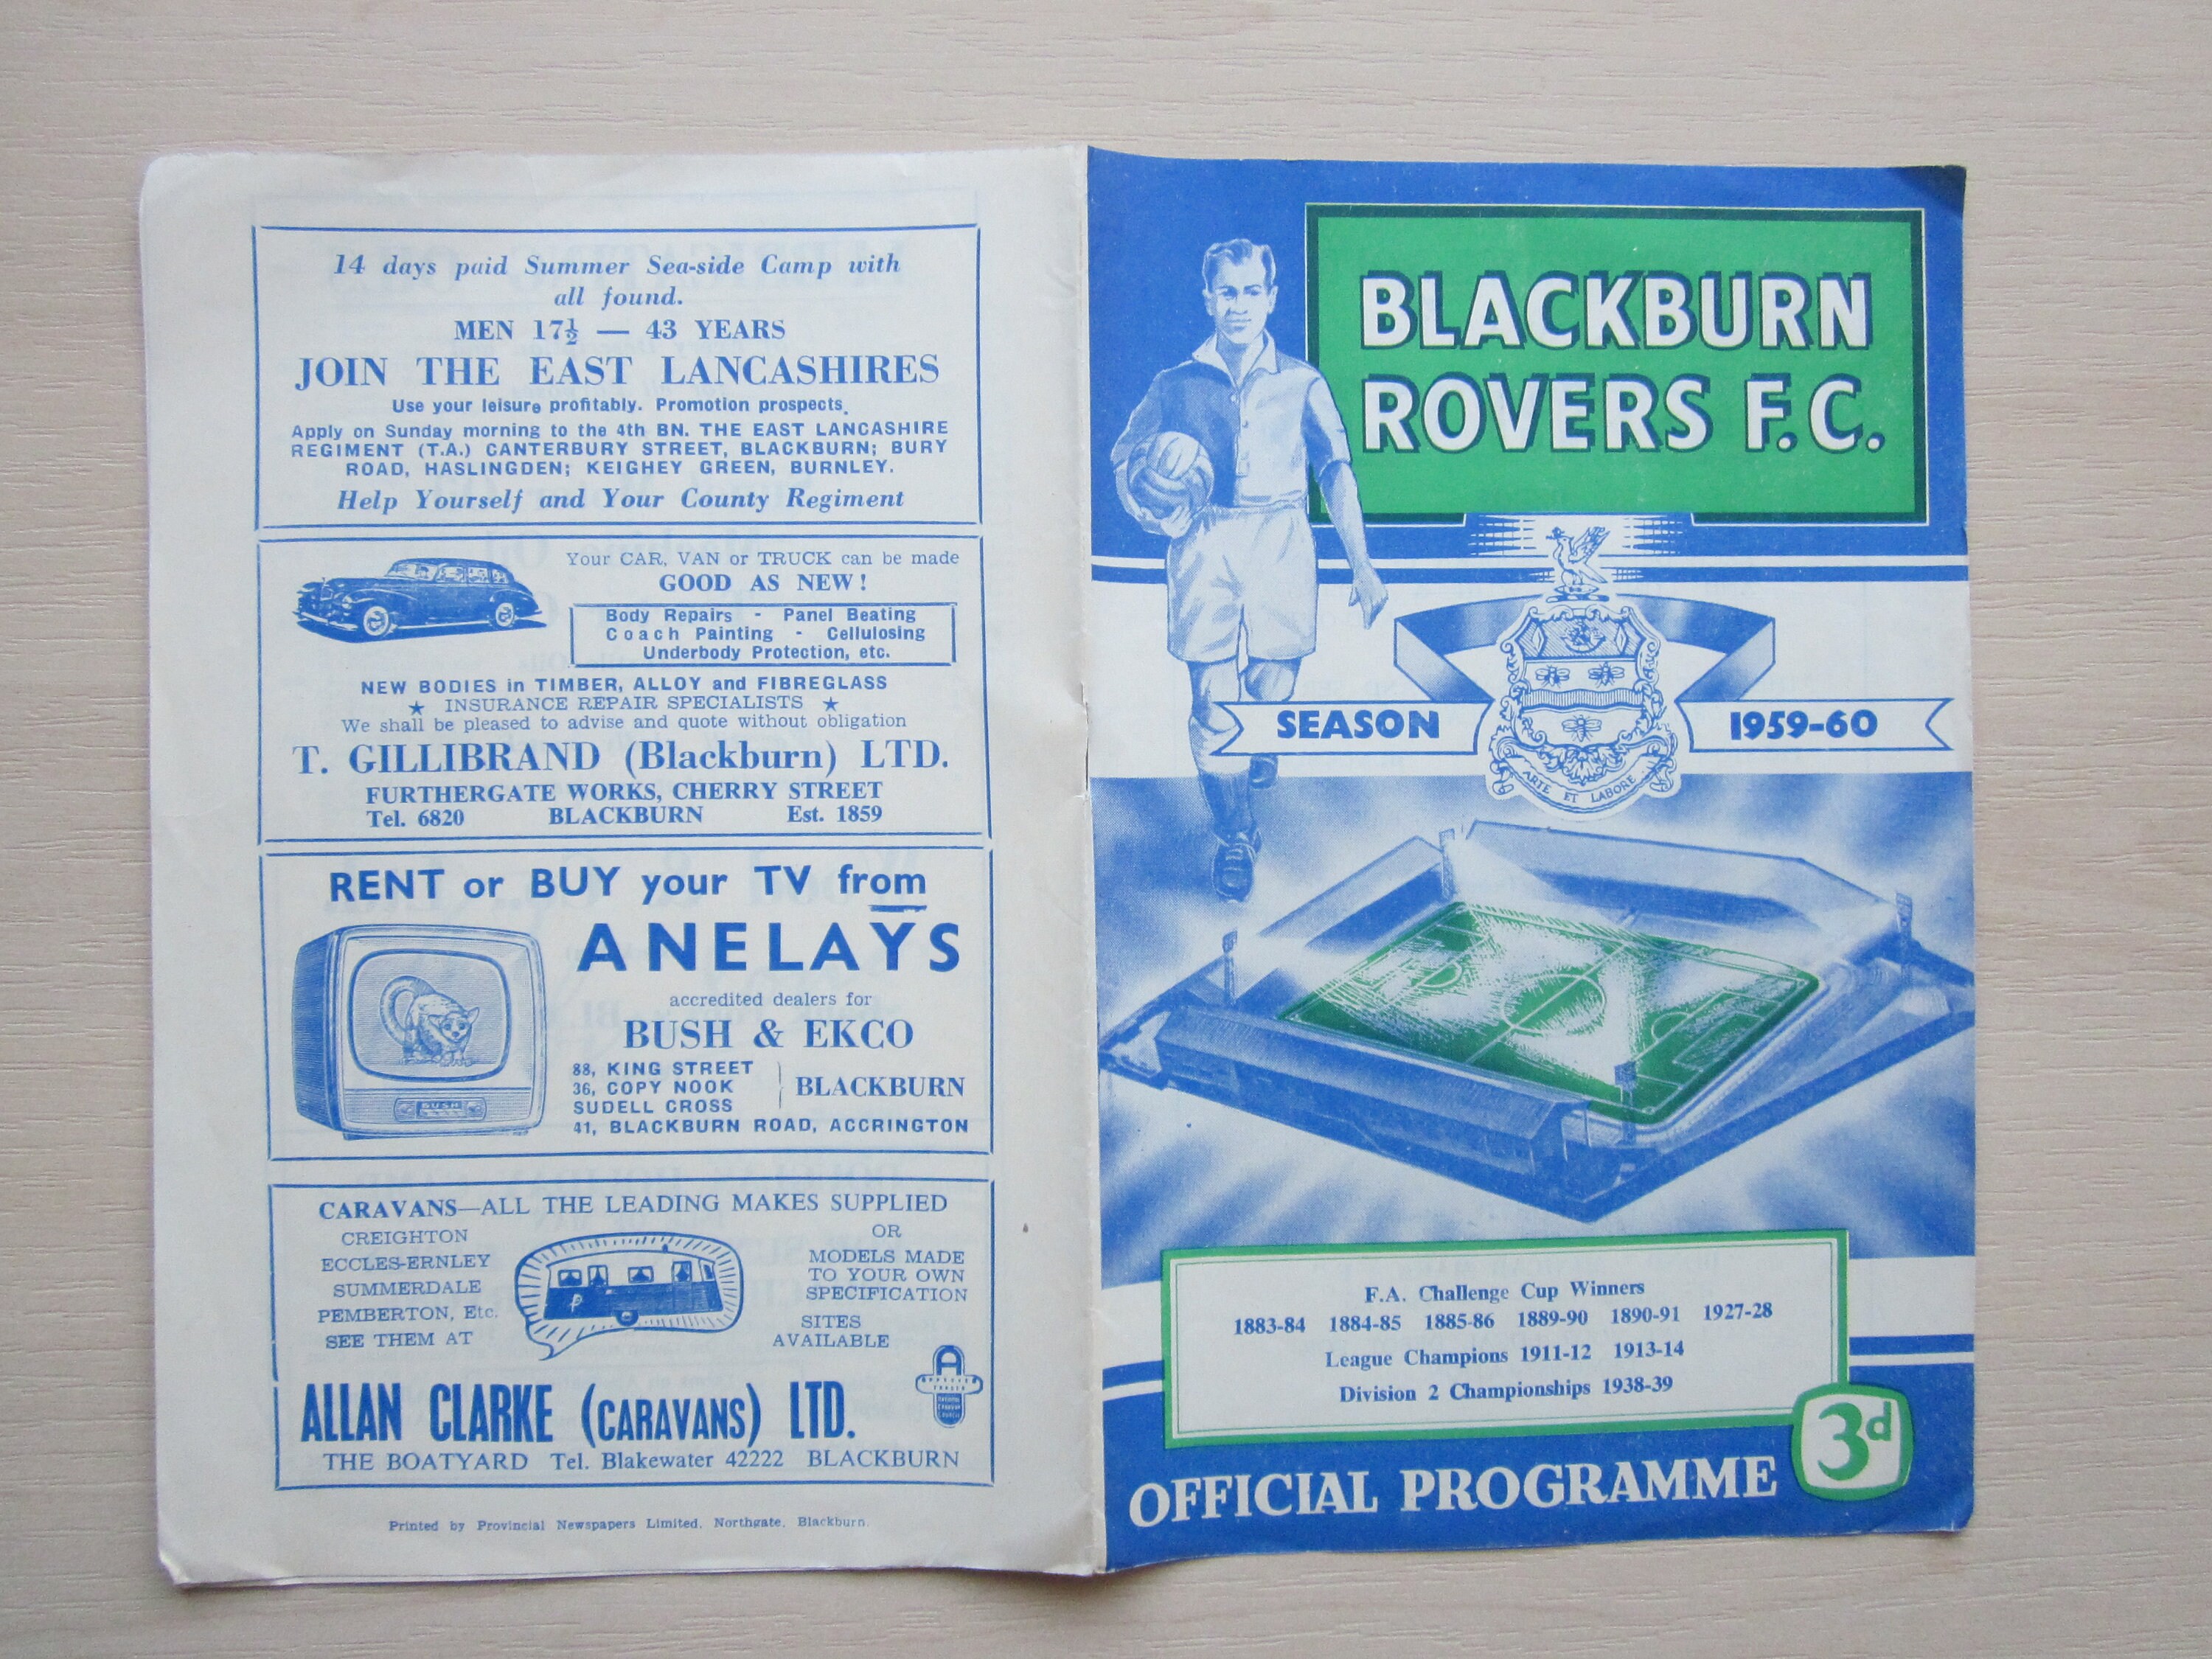 14 days paid Summer Sea-side Camp with
all found.
MEN 17½ — 43 YEARS
JOIN THE EAST LANCASHIRES
Use your leisure profitably. Promotion prospects.
Apply on Sunday morning to the 4th BN. THE EAST LANCASHIRE
REGIMENT (T.A.) CANTERBURY STREET, BLACKBURN; BURY
ROAD, HASLINGDEN; KEIGHEY GREEN, BURNLEY.
Help Yourself and Your County Regiment
Your CAR, VAN or TRUCK can be made
GOOD AS NEW!
Body Repairs - Panel Beating
Coach Painting - Cellulosing
Underbody Protection, etc.
NEW BODIES in TIMBER, ALLOY and FIBREGLASS
★ INSURANCE REPAIR SPECIALISTS ★
We shall be pleased to advise and quote without obligation
T. GILLIBRAND (Blackburn) LTD.
FURTHERGATE WORKS, CHERRY STREET
Tel. 6820 BLACKBURN Est. 1859
RENT or BUY your TV from
ANELAYS
accredited dealers for
BUSH & EKCO
88, KING STREET
36, COPY NOOK
SUDELL CROSS
BLACKBURN
41, BLACKBURN ROAD, ACCRINGTON
BUSH
CARAVANS—ALL THE LEADING MAKES SUPPLIED
CREIGHTON
ECCLES-ERNLEY
SUMMERDALE
PEMBERTON, Etc.
SEE THEM AT
OR
MODELS MADE
TO YOUR OWN
SPECIFICATION
SITES
AVAILABLE
P
A
ALLAN CLARKE (CARAVANS) LTD.
THE BOATYARD Tel. Blakewater 42222 BLACKBURN
Printed by Provincial Newspapers Limited, Northgate, Blackburn.
BLACKBURN
ROVERS F.C.
SEASON 1959-60
ARTE ET LABORE
F.A. Challenge Cup Winners
1883-84 1884-85 1885-86 1889-90 1890-91 1927-28
League Champions 1911-12 1913-14
Division 2 Championships 1938-39
3d
OFFICIAL PROGRAMME